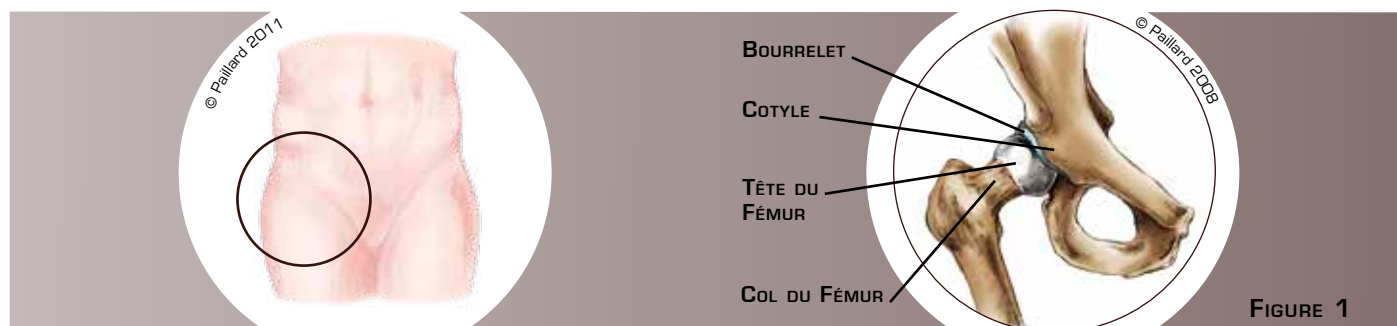 © Paillard 2011
Bourrelet
Cotyle
Tête du
Fémur
Col du Fémur
© Paillard 2008
Figure 1